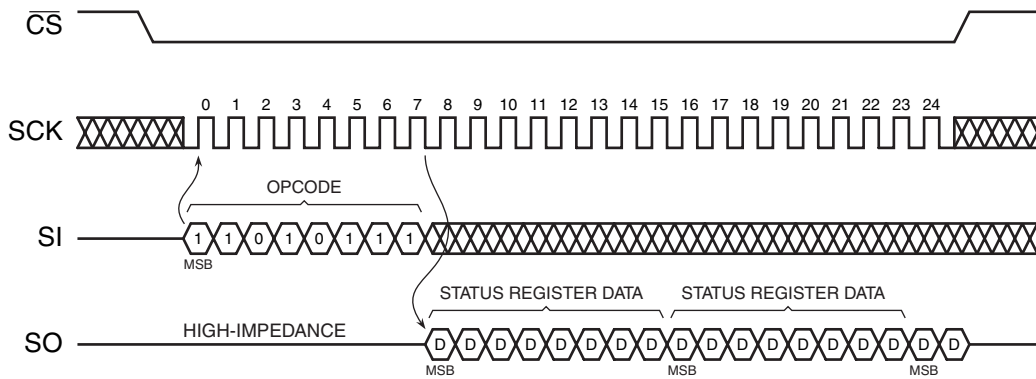 CS
0 1 2 3 4 5 6 7 8 9 10 11 12 13 14 15 16 17 18 19 20 21 22 23 24
SCK
OPCODE
SI
1 1 0 1 0 1 1 1
MSB
STATUS REGISTER DATA STATUS REGISTER DATA
HIGH-IMPEDANCE
SO
D D D D D D D D D D D D D D D D D D
MSB MSB MSB